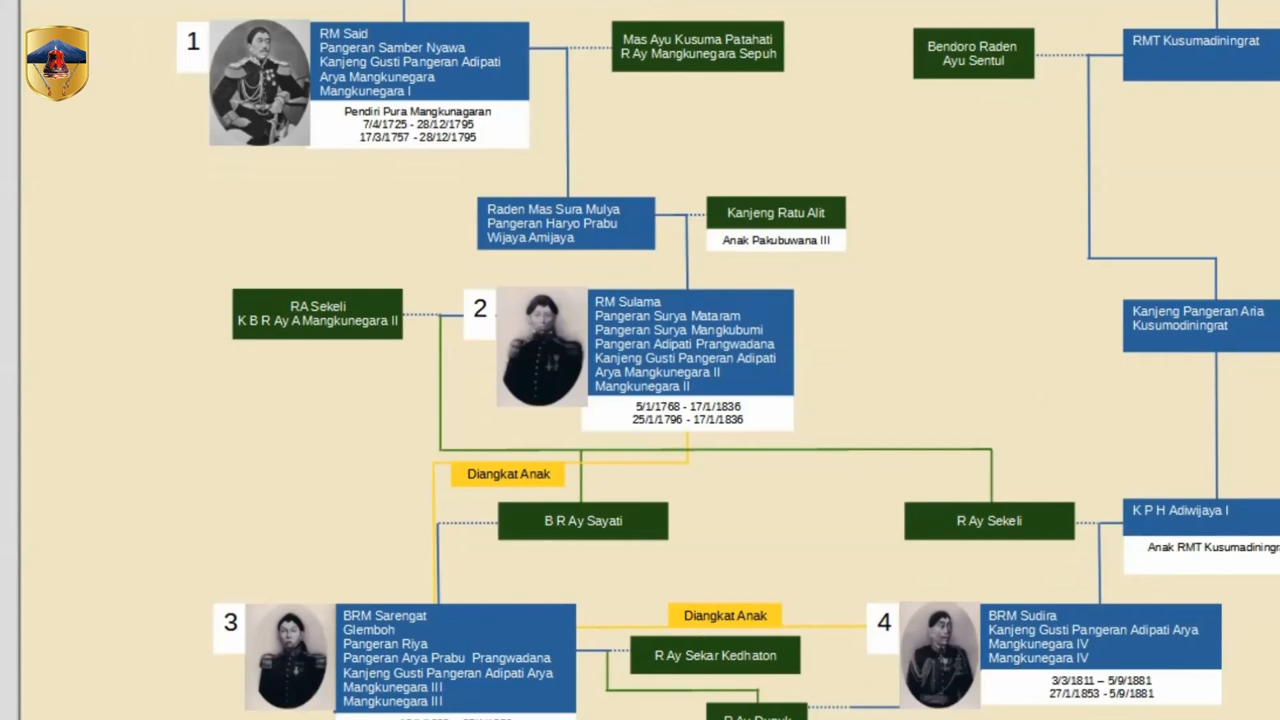 1
RM Said
Pangeran Samber Nyawa
Kanjeng Gusti Pangeran Adipati
Arya Mangkunegara
Mangkunegara I
Pendiri Pura Mangkunagaran
7/4/1725 - 28/12/1795
17/3/1757 - 28/12/1795
Mas Ayu Kusuma Patahati
R Ay Mangkunegara Sepuh
Bendoro Raden
Ayu Sentul
RMT Kusumadiningrat
Raden Mas Sura Mulya
Pangeran Haryo Prabu
Wijaya Amijaya
Kanjeng Ratu Alit
Anak Pakubuwana III
RA Sekeli
K B R Ay A Mangkunegara II
2
RM Sulama
Pangeran Surya Mataram
Pangeran Surya Mangkubumi
Pangeran Adipati Prangwadana
Kanjeng Gusti Pangeran Adipati
Arya Mangkunegara II
Mangkunegara II
5/1/1768 - 17/1/1836
25/1/1796 - 17/1/1836
Kanjeng Pangeran Aria
Kusumodiningrat
Diangkat Anak
B R Ay Sayati
R Ay Sekeli
K P H Adiwijaya I
Anak RMT Kusumadiningr
3
BRM Sarengat
Glemboh
Pangeran Riya
Pangeran Arya Prabu Prangwadana
Kanjeng Gusti Pangeran Adipati Arya
Mangkunegara III
Mangkunegara III
Diangkat Anak
R Ay Sekar Kedhaton
R Ay
4
BRM Sudira
Kanjeng Gusti Pangeran Adipati Arya
Mangkunegara IV
Mangkunegara IV
3/3/1811 – 5/9/1881
27/1/1853 - 5/9/1881